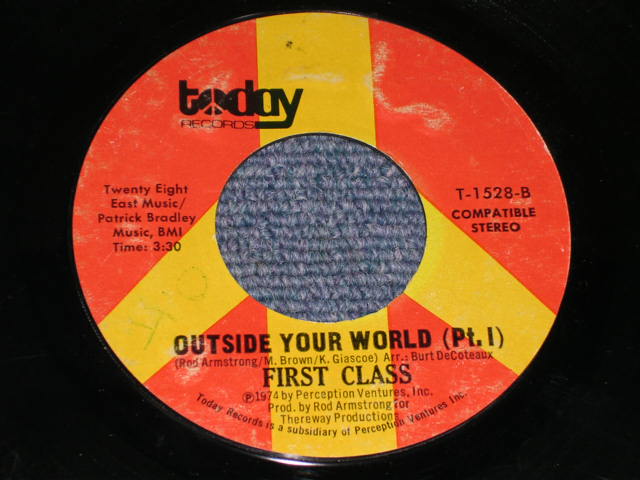 today
RECORDS
Twenty Eight
East Music/
Patrick Bradley
Music, BMI
Time: 3:30
T-1528-B
COMPATIBLE
STEREO
OUTSIDE YOUR WORLD (Pt. I)
(Rod Armstrong/M. Brown/K. Giascoe) Arr.: Burt DeCoteaux
FIRST CLASS
Ⓟ1974 by Perception Ventures, Inc.
Prod. by Rod Armstrong for
Thereway Productions
Today Records is a subsidiary of Perception Ventures Inc.